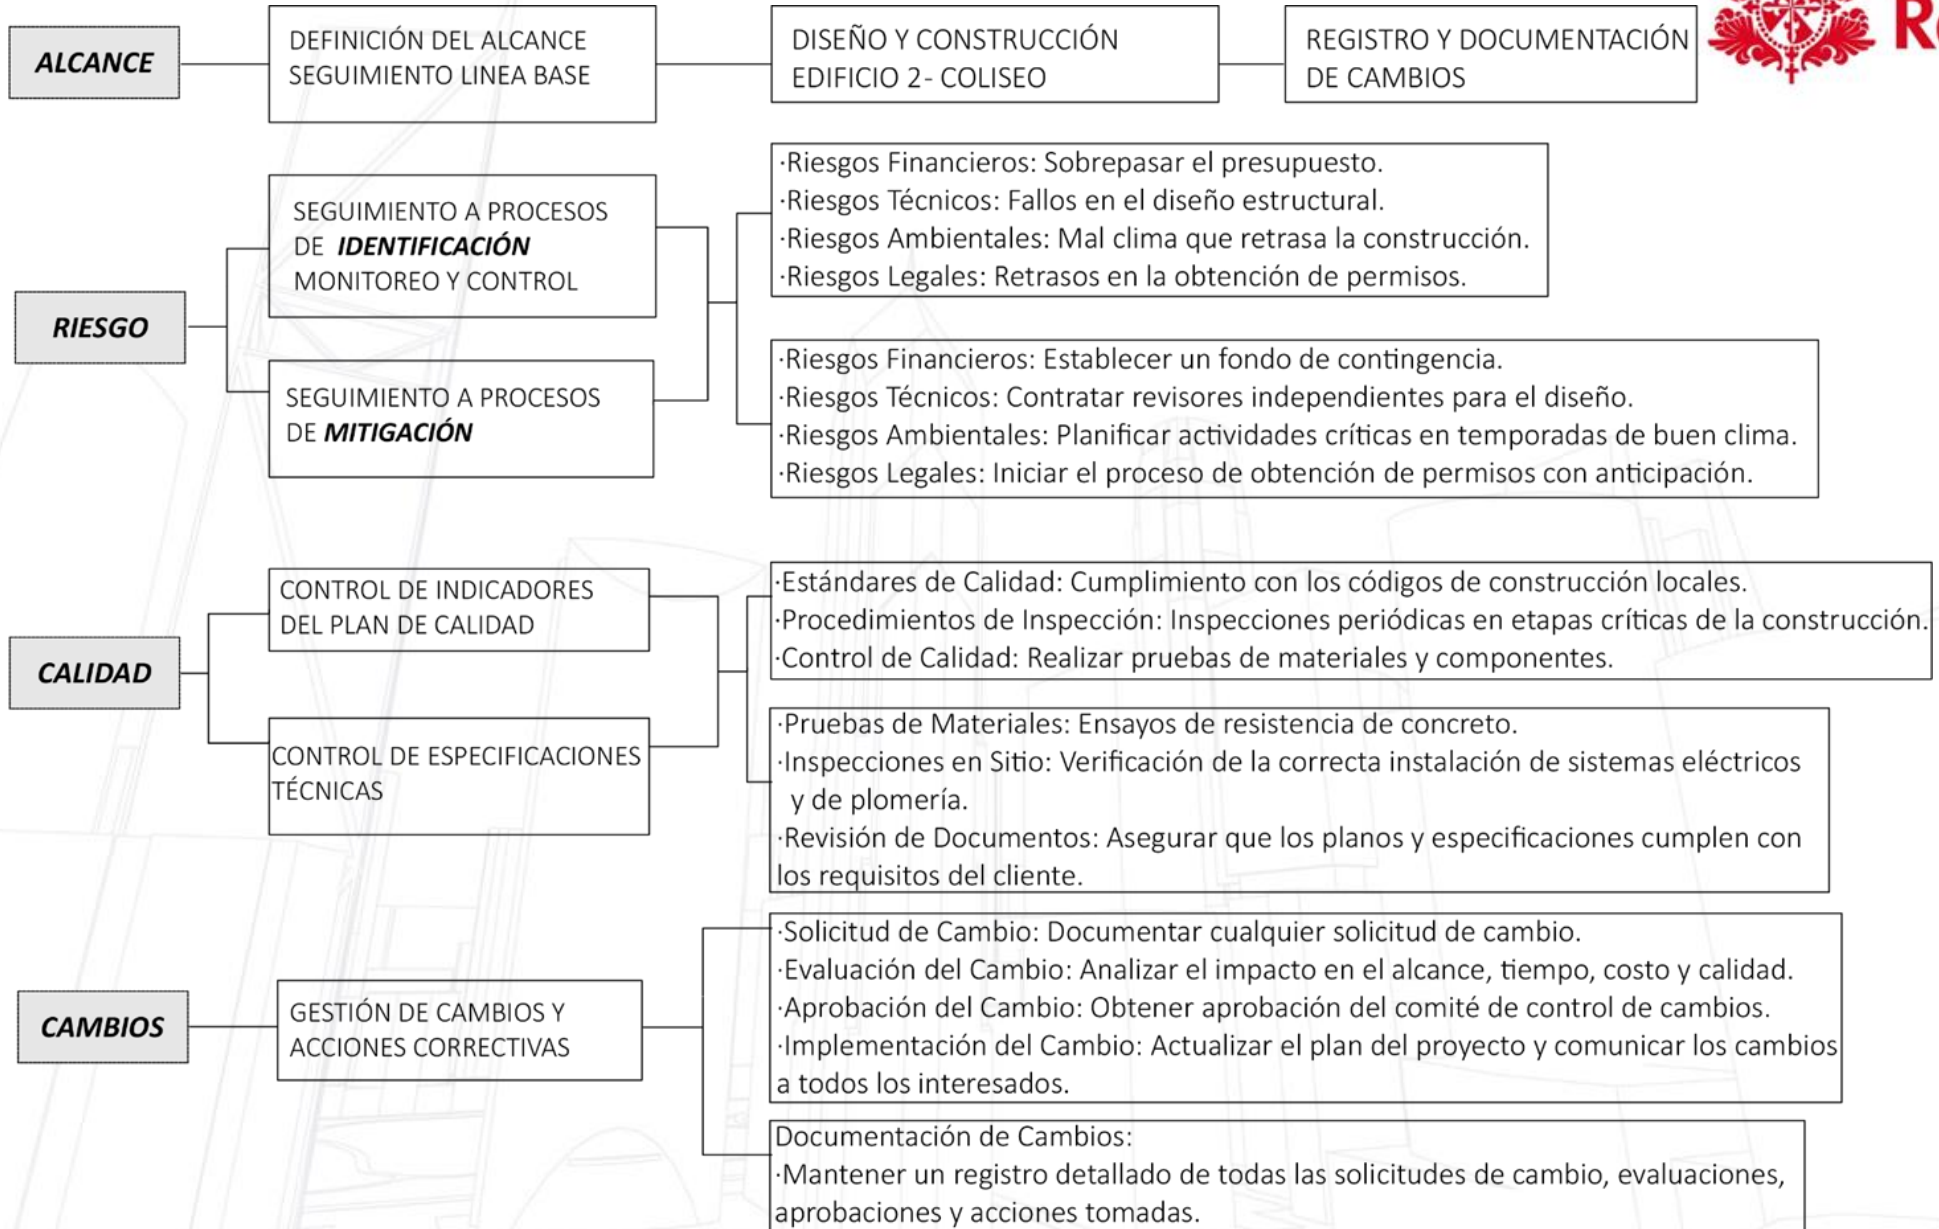 ALCANCE
DEFINICIÓN DEL ALCANCE
SEGUIMIENTO LINEA BASE
DISEÑO Y CONSTRUCCIÓN
EDIFICIO 2- COLISEO
REGISTRO Y DOCUMENTACIÓN
DE CAMBIOS
RIESGO
SEGUIMIENTO A PROCESOS
DE IDENTIFICACIÓN
MONITOREO Y CONTROL
SEGUIMIENTO A PROCESOS
DE MITIGACIÓN
·Riesgos Financieros: Sobrepasar el presupuesto.
·Riesgos Técnicos: Fallos en el diseño estructural.
·Riesgos Ambientales: Mal clima que retrasa la construcción.
·Riesgos Legales: Retrasos en la obtención de permisos.
·Riesgos Financieros: Establecer un fondo de contingencia.
·Riesgos Técnicos: Contratar revisores independientes para el diseño.
·Riesgos Ambientales: Planificar actividades críticas en temporadas de buen clima.
·Riesgos Legales: Iniciar el proceso de obtención de permisos con anticipación.
CALIDAD
CONTROL DE INDICADORES
DEL PLAN DE CALIDAD
CONTROL DE ESPECIFICACIONES
TÉCNICAS
·Estándares de Calidad: Cumplimiento con los códigos de construcción locales.
·Procedimientos de Inspección: Inspecciones periódicas en etapas críticas de la construcción.
·Control de Calidad: Realizar pruebas de materiales y componentes.
·Pruebas de Materiales: Ensayos de resistencia de concreto.
·Inspecciones en Sitio: Verificación de la correcta instalación de sistemas eléctricos
y de plomería.
·Revisión de Documentos: Asegurar que los planos y especificaciones cumplen con
los requisitos del cliente.
CAMBIOS
GESTIÓN DE CAMBIOS Y
ACCIONES CORRECTIVAS
·Solicitud de Cambio: Documentar cualquier solicitud de cambio.
·Evaluación del Cambio: Analizar el impacto en el alcance, tiempo, costo y calidad.
·Aprobación del Cambio: Obtener aprobación del comité de control de cambios.
·Implementación del Cambio: Actualizar el plan del proyecto y comunicar los cambios
a todos los interesados.
Documentación de Cambios:
·Mantener un registro detallado de todas las solicitudes de cambio, evaluaciones,
aprobaciones y acciones tomadas.